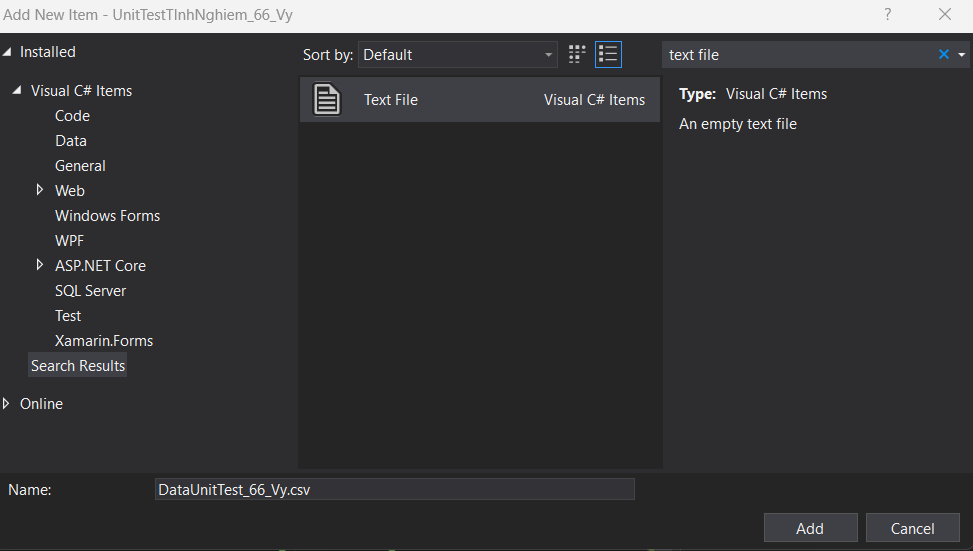 Add New Item - UnitTestTInhNghiem_66_Vy
?
Installed
Visual C# Items
Code
Data
General
Web
Windows Forms
WPF
ASP.NET Core
SQL Server
Test
Xamarin.Forms
Search Results
Online
Sort by: Default
Text File Visual C# Items
text file
Type: Visual C# Items
An empty text file
Name: DataUnitTest_66_Vy.csv
Add Cancel